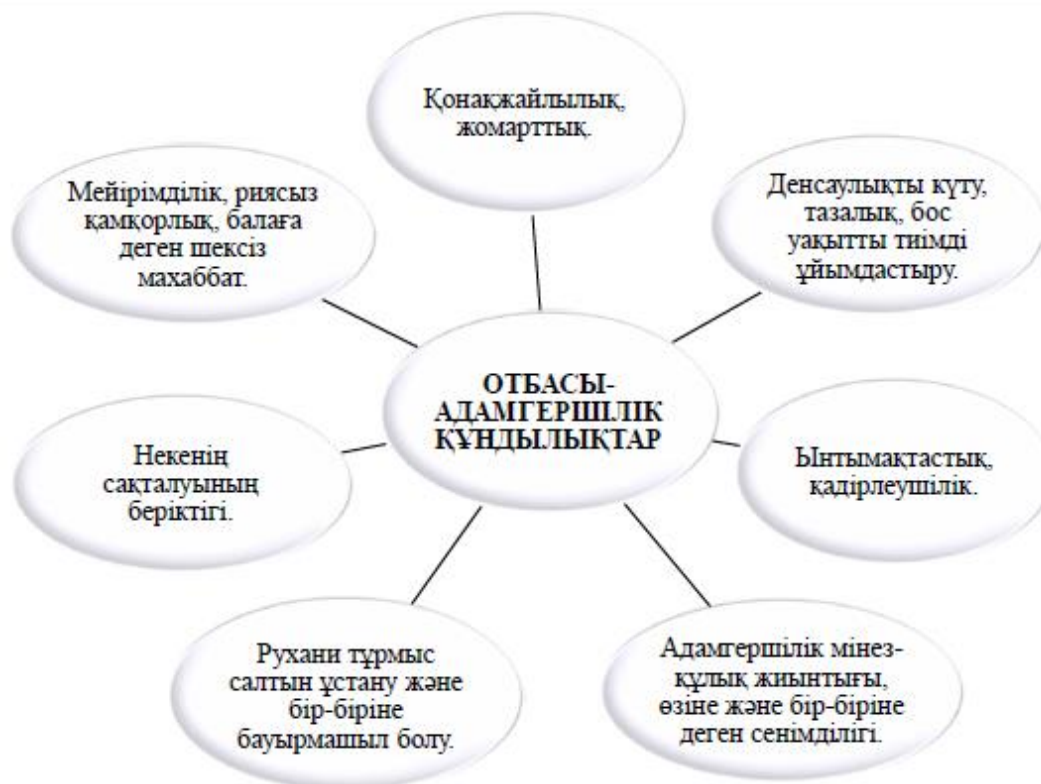 Қонақжайлылық,
жомарттық.
Мейірімділік, риясыз
қамқорлық, балаға
деген шексіз
махаббат.
Денсаулықты күту,
тазалық, бос
уақытты тиімді
ұйымдастыру.
ОТБАСЫ-
АДАМГЕРШІЛІК
ҚҰНДЫЛЫҚТАР
Некенің
сақталуының
беріктігі.
Ынтымақтастық,
қадірлеушілік.
Рухани тұрмыс
салтын ұстану және
бір-біріне
бауырмашыл болу.
Адамгершілік мінез-
құлық жиынтығы,
өзіне және бір-біріне
деген сенімділігі.